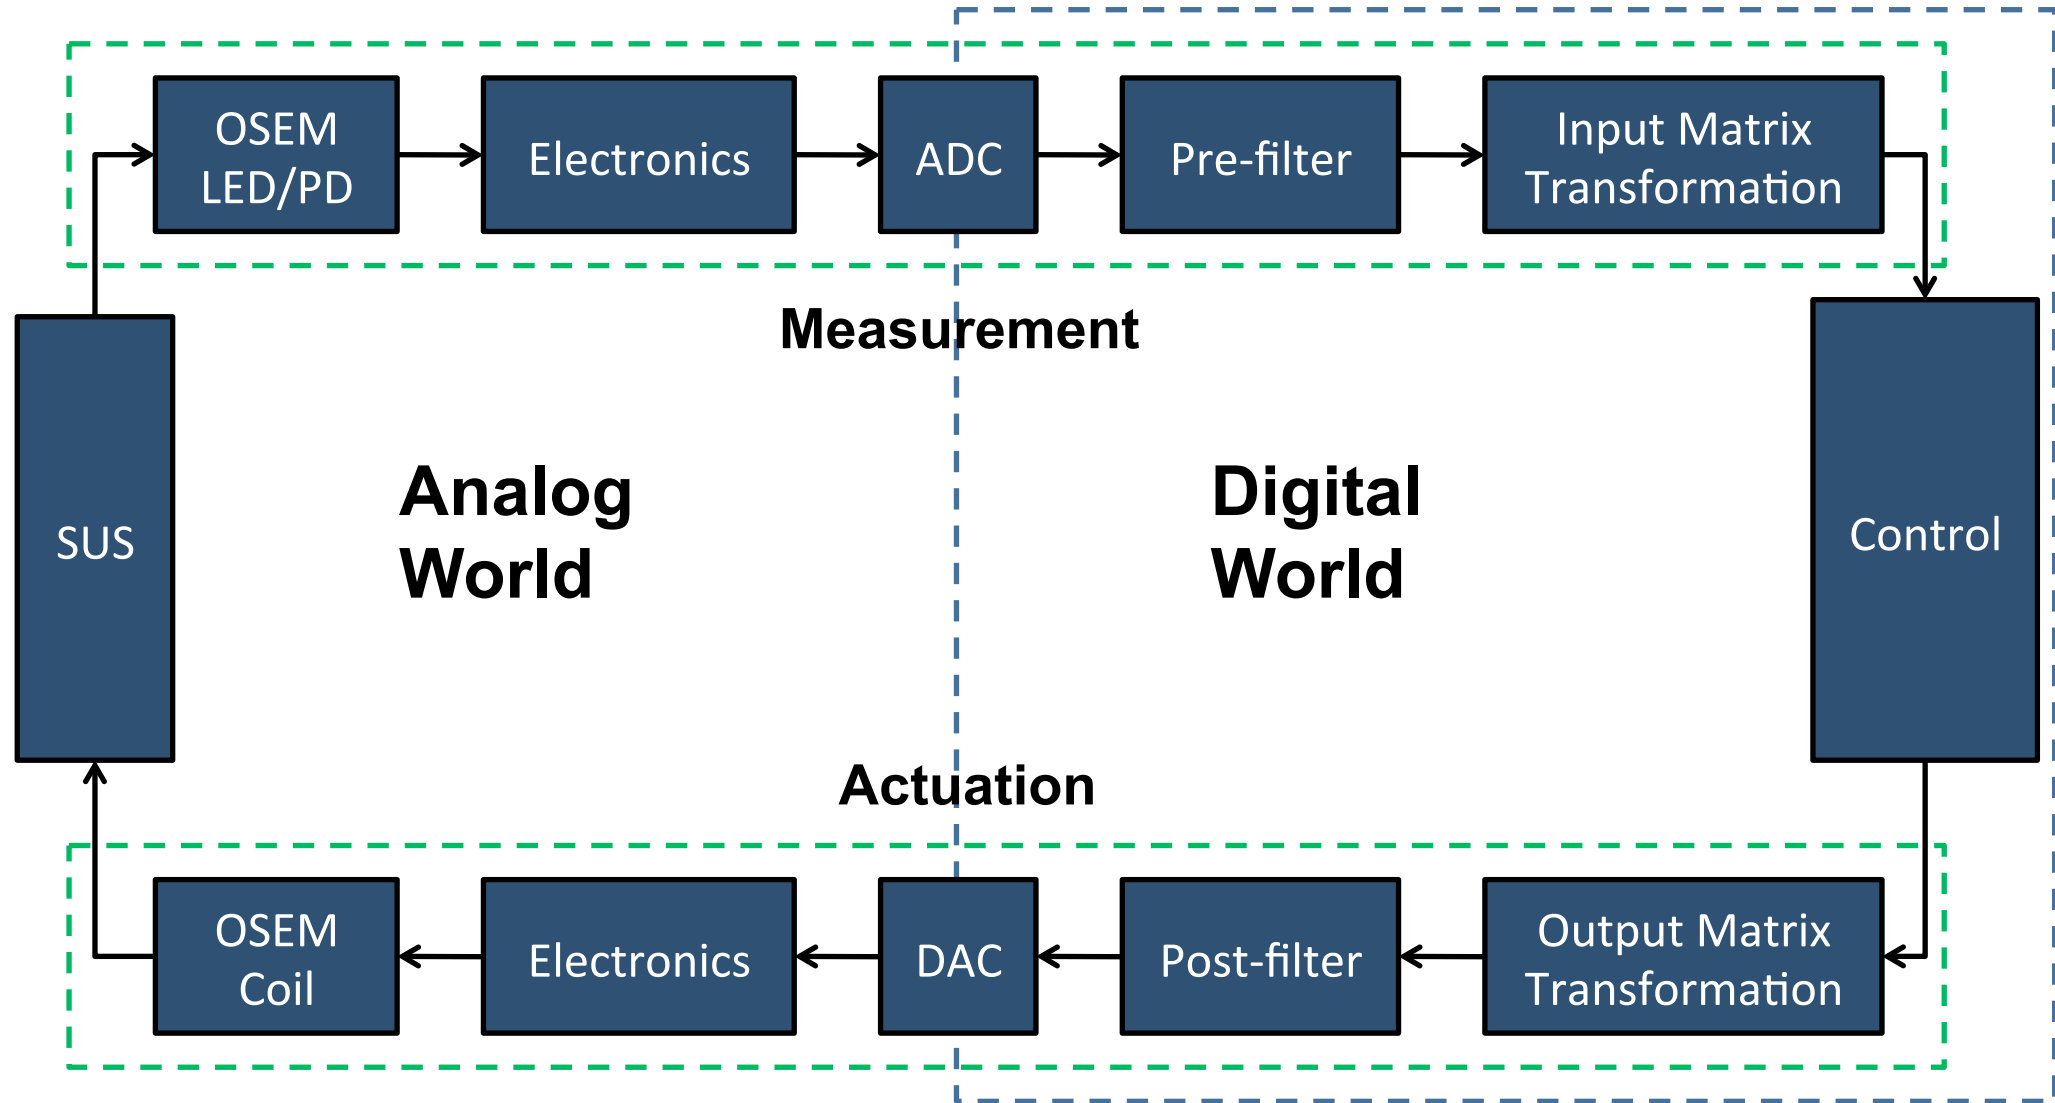 OSEM
LED/PD
Electronics
ADC
Pre-filter
Input Matrix
Transformation
Measurement
SUS
Analog
World
Digital
World
Control
Actuation
OSEM
Coil
Electronics
DAC
Post-filter
Output Matrix
Transformation